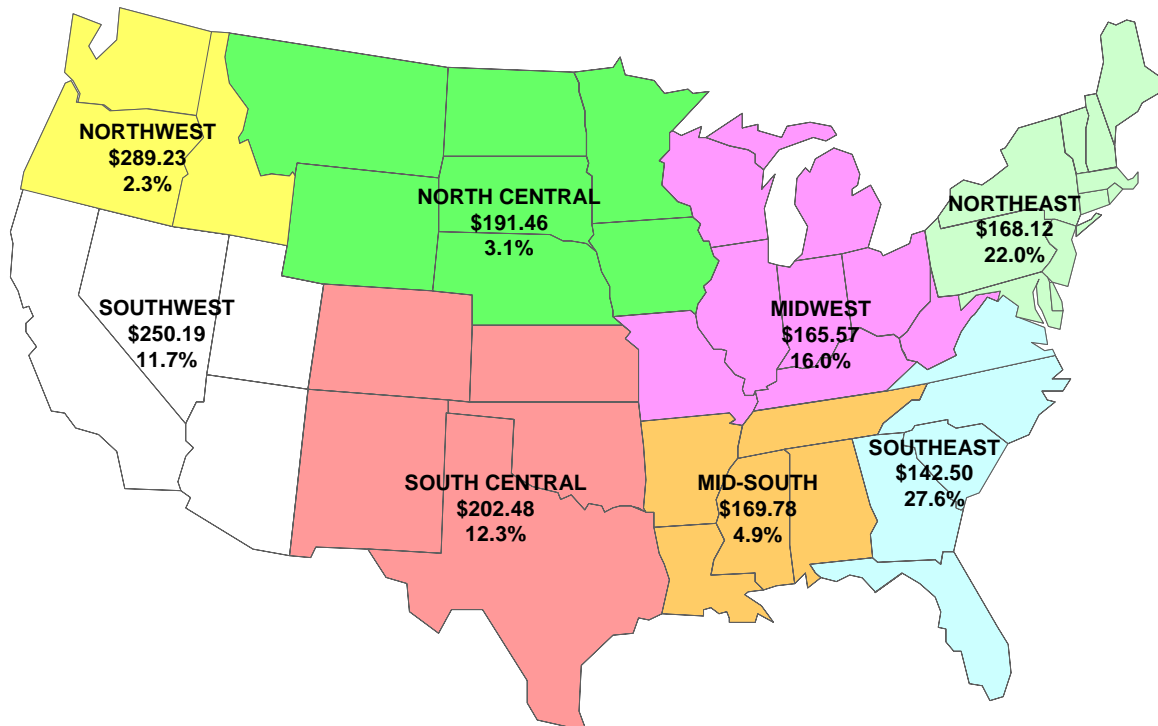 NORTHWEST
$289.23
2.3%
NORTH CENTRAL
$191.46
3.1%
NORTHEAST
$168.12
22.0%
SOUTHWEST
$250.19
11.7%
MIDWEST
$165.57
16.0%
SOUTH CENTRAL
$202.48
12.3%
MID-SOUTH
$169.78
4.9%
SOUTHEAST
$142.50
27.6%